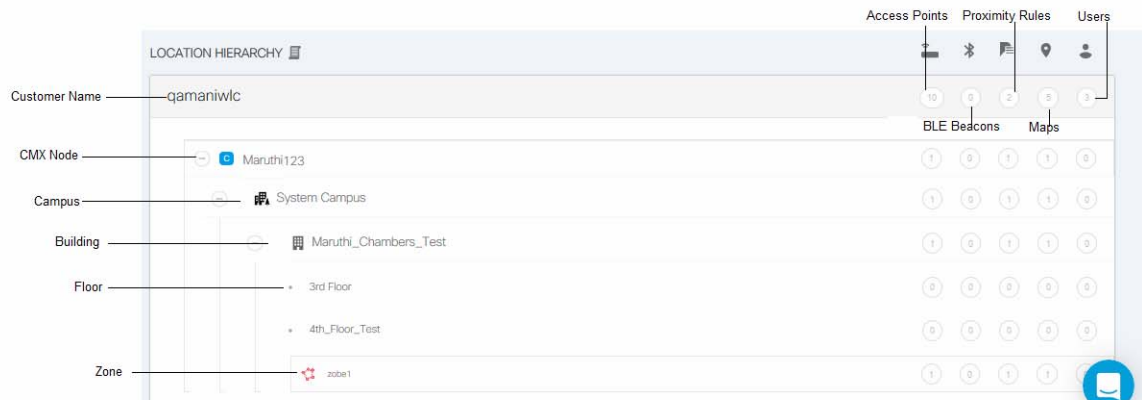 Access Points Proximity Rules Users
LOCATION HIERARCHY
Customer Name qamaniwlc 10 0 2 5 3
BLE Beacons Maps
CMX Node C Maruthi123 1 0 1 1 0
Campus System Campus 1 0 1 1 0
Building Maruthi_Chambers_Test 1 0 1 1 0
Floor 3rd Floor 0 0 0 0 0
4th_Floor_Test 0 0 0 0 0
Zone zobe1 1 0 1 1